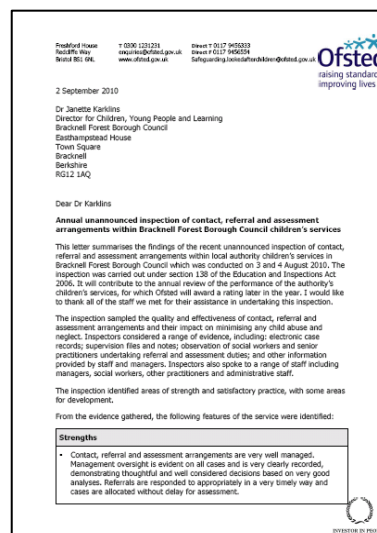 Freshford House
Redcliffe Way
Bristol BS1 6NL
T 0300 1231231
enquiries@ofsted.gov.uk
www.ofsted.gov.uk
Direct T 0117 9456333
Direct F 0117 9456554
Safeguarding.lookedafterchildren@ofsted.gov.uk
Ofsted
raising standard
improving lives
2 September 2010
Dr Janette Karklins
Director for Children, Young People and Learning
Bracknell Forest Borough Council
Easthampstead House
Town Square
Bracknell
Berkshire
RG12 1AQ
Dear Dr Karklins
Annual unannounced inspection of contact, referral and assessment
arrangements within Bracknell Forest Borough Council children's services
This letter summarises the findings of the recent unannounced inspection of contact,
referral and assessment arrangements within local authority children's services in
Bracknell Forest Borough Council which was conducted on 3 and 4 August 2010. The
inspection was carried out under section 138 of the Education and Inspections Act
2006. It will contribute to the annual review of the performance of the authority's
children's services, for which Ofsted will award a rating later in the year. I would like
to thank all of the staff we met for their assistance in undertaking this inspection.
The inspection sampled the quality and effectiveness of contact, referral and
assessment arrangements and their impact on minimising any child abuse and
neglect. Inspectors considered a range of evidence, including: electronic case
records; supervision files and notes; observation of social workers and senior
practitioners undertaking referral and assessment duties; and other information
provided by staff and managers. Inspectors also spoke to a range of staff including
managers, social workers, other practitioners and administrative staff.
The inspection identified areas of strength and satisfactory practice, with some areas
for development.
From the evidence gathered, the following features of the service were identified:
Strengths
▪ Contact, referral and assessment arrangements are very well managed.
Management oversight is evident on all cases and is very clearly recorded,
demonstrating thoughtful and well considered decisions based on very good
analyses. Referrals are responded to appropriately in a very timely way and
cases are allocated without delay for assessment.
INVESTOR IN PEO